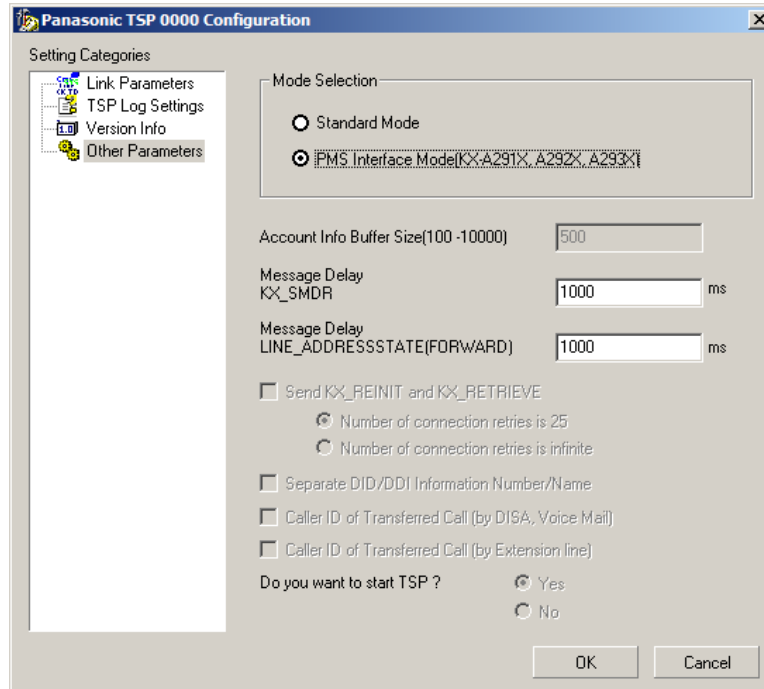 Panasonic TSP 0000 Configuration
Setting Categories
Link Parameters
TSP Log Settings
1.0 Version Info
Other Parameters
Mode Selection
Standard Mode
PMS Interface Mode(KX-A291X, A292X, A293X)
Account Info Buffer Size(100 -10000)
500
Message Delay
KX_SMDR
1000 ms
Message Delay
LINE_ADDRESSSTATE(FORWARD)
1000 ms
Send KX_REINIT and KX_RETRIEVE
Number of connection retries is 25
Number of connection retries is infinite
Separate DID/DDI Information Number/Name
Caller ID of Transferred Call (by DISA, Voice Mail)
Caller ID of Transferred Call (by Extension line)
Do you want to start TSP ? Yes
No
OK Cancel